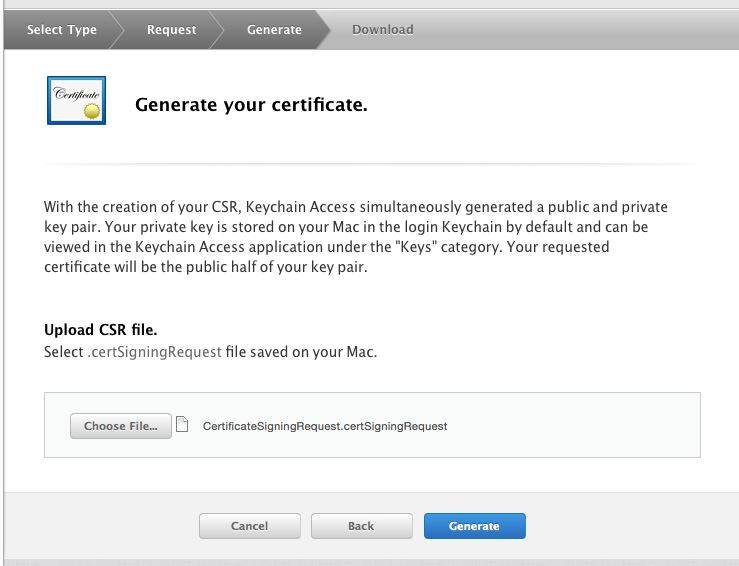 Select Type Request Generate Download
Certificate
Generate your certificate.
With the creation of your CSR, Keychain Access simultaneously generated a public and private
key pair. Your private key is stored on your Mac in the login Keychain by default and can be
viewed in the Keychain Access application under the "Keys" category. Your requested
certificate will be the public half of your key pair.
Upload CSR file.
Select .certSigningRequest file saved on your Mac.
Choose File... CertificateSigningRequest.certSigningRequest
Cancel Back Generate